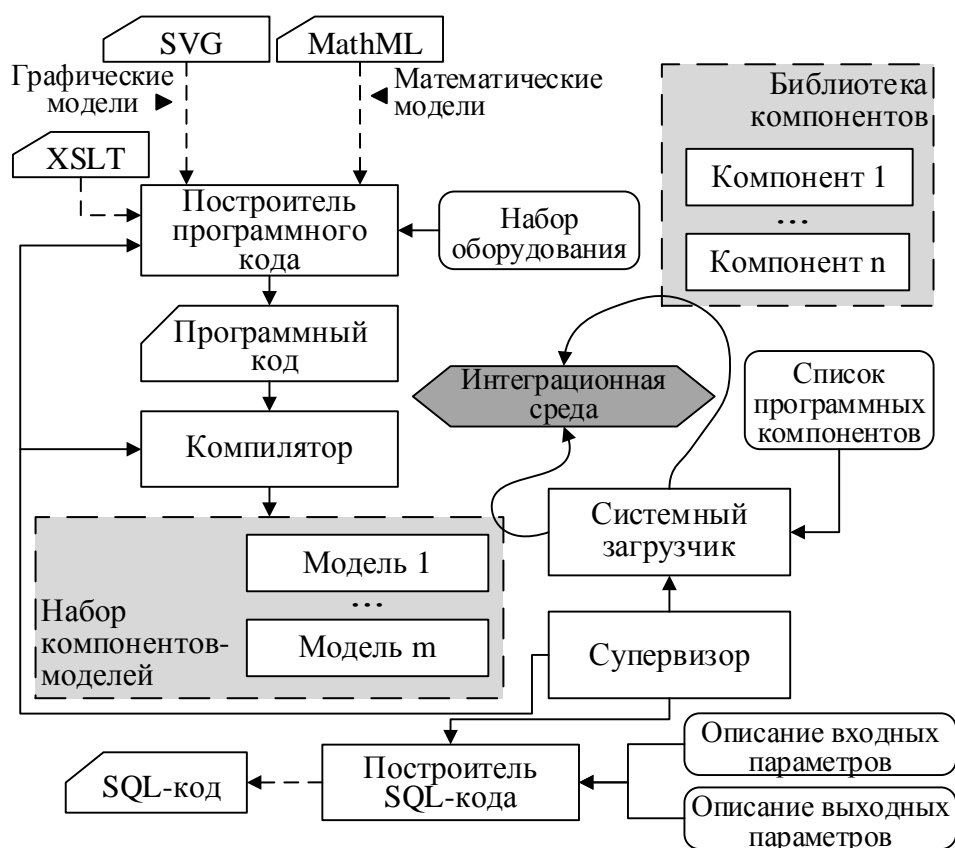 SVG
MathML
Графические
модели
Математические
модели
Библиотека
компонентов
XSLT
Компонент 1
...
Компонент n
Построитель
программного
кода
Набор
оборудования
Программный
код
Интеграционная
среда
Список
программных
компонентов
Компилятор
Системный
загрузчик
Модель 1
...
Модель m
Набор
компонентов-
моделей
Супервизор
SQL-код
Построитель
SQL-кода
Описание входных
параметров
Описание выходных
параметров